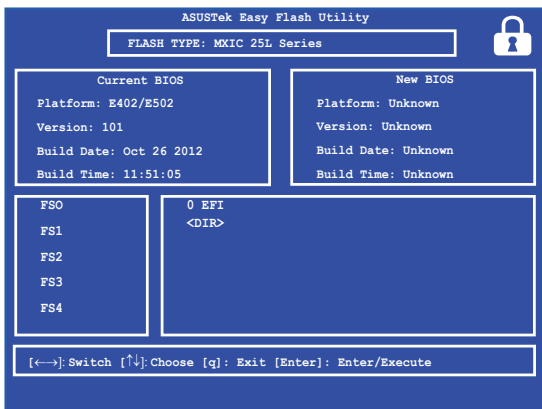 ASUSTek Easy Flash Utility
FLASH TYPE: MXIC 25L Series
Current BIOS
Platform: E402/E502
Version: 101
Build Date: Oct 26 2012
Build Time: 11:51:05
New BIOS
Platform: Unknown
Version: Unknown
Build Date: Unknown
Build Time: Unknown
FSO
FS1
FS2
FS3
FS4
0 EFI
<DIR>
[←→]: Switch [↑↓]: Choose [q]: Exit [Enter]: Enter/Execute